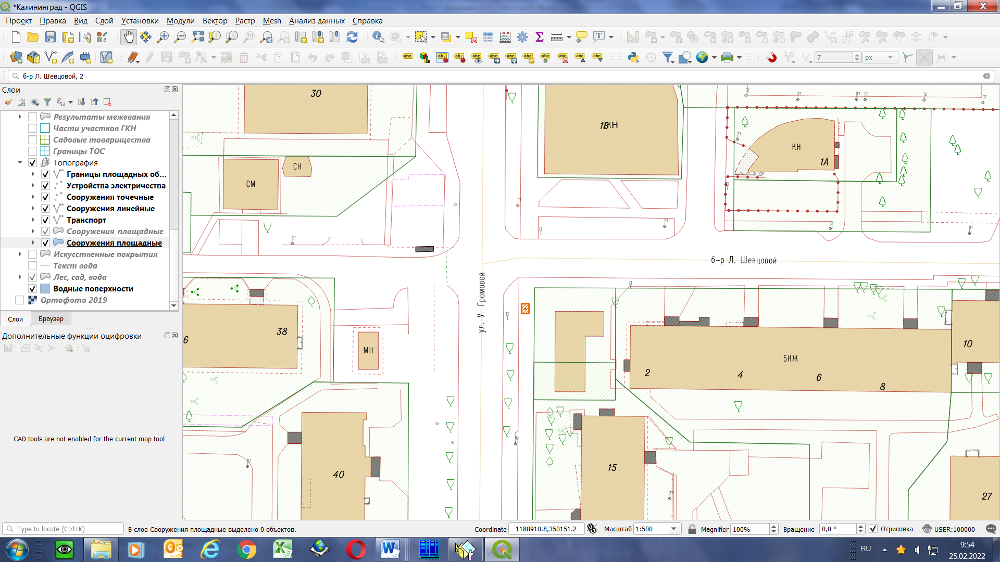 *Калининград - QGIS
Проект Правка Вид Слой Установки Модули Вектор Растр Mesh Анализ данных Справка
7 px
б-р Л. Шевцовой, 2
Слои
Результаты межевания
Части участков ГКН
Садовые товарищества
Границы ТОС
Топография
Границы площадных об...
Устройства электричества
Сооружения точечные
Сооружения линейные
Транспорт
Сооружения_площадные
Сооружения площадные
Искусственные покрытия
Текст вода
Лес, сад, вода
Водные поверхности
Ортофото 2019
Слои Браузер
Дополнительные функции оцифровки
CAD tools are not enabled for the current map tool
30
КН
1А
СН
СМ
б-р Л. Шевцовой
ул. У. Громовой
38
6
МН
5КЖ
2
4
6
8
10
40
15
27
Type to locate (Ctrl+K) В слое Сооружения площадные выделено 0 объектов. Coordinate 1188910.8,350151.2 Масштаб 1:500 Magnifier 100% Вращение 0,0 ° Отрисовка USER:100000
RU
9:54
25.02.2022